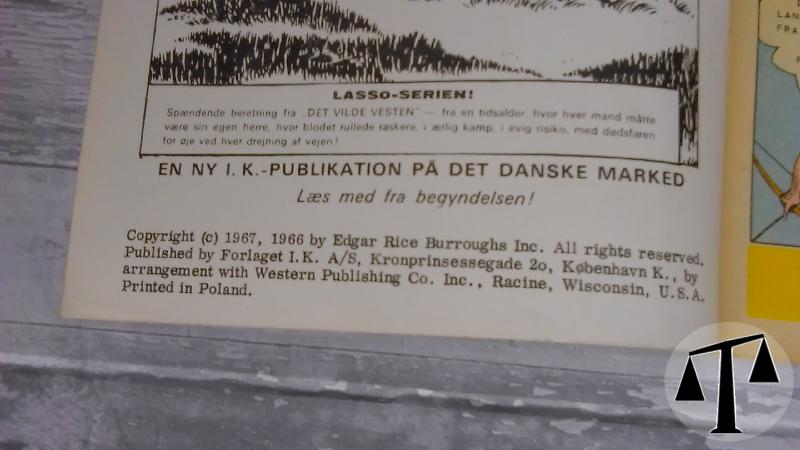 LASSO-SERIEN!
Spændende beretning fra „DET VILDE VESTEN" — fra en tidsalder, hvor hver mand måtte
være sin egen herre, hvor blodet rullede raskere, i ærlig kamp, i evig risiko, med dødsfaren
for øje ved hver drejning af vejen!
EN NY I. K.-PUBLIKATION PÅ DET DANSKE MARKED
Læs med fra begyndelsen!
Copyright (c) 1967, 1966 by Edgar Rice Burroughs Inc. All rights reserved.
Published by Forlaget I. K. A/S, Kronprinsessegade 2o, København K., by
arrangement with Western Publishing Co. Inc., Racine, Wisconsin, U.S.A.
Printed in Poland.
LAN
FRA